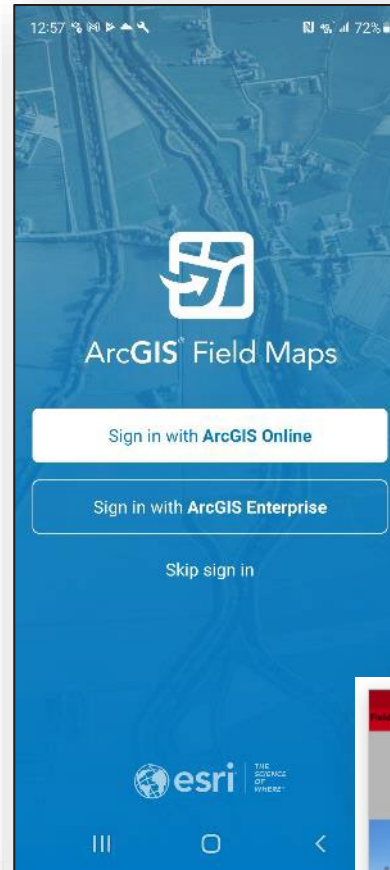 12:57
72%
ArcGIS® Field Maps
Sign in with ArcGIS Online
Sign in with ArcGIS Enterprise
Skip sign in
esri
THE
SCIENCE
OF
WHERE®
Field